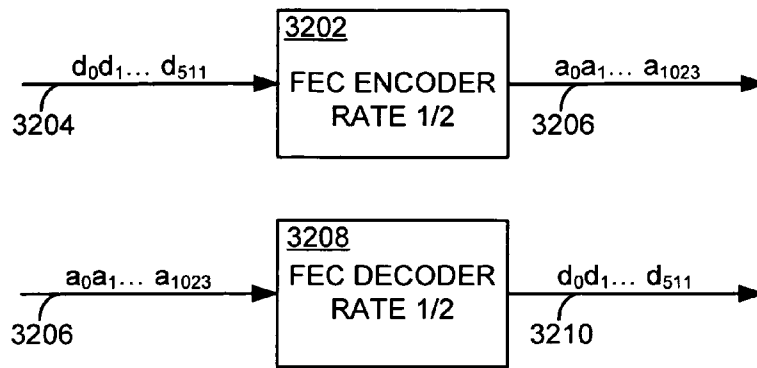 3202
d₀d₁... d₅₁₁
FEC ENCODER
RATE 1/2
a₀a₁... a₁₀₂₃
3204
3206
3208
a₀a₁... a₁₀₂₃
FEC DECODER
RATE 1/2
d₀d₁... d₅₁₁
3206
3210